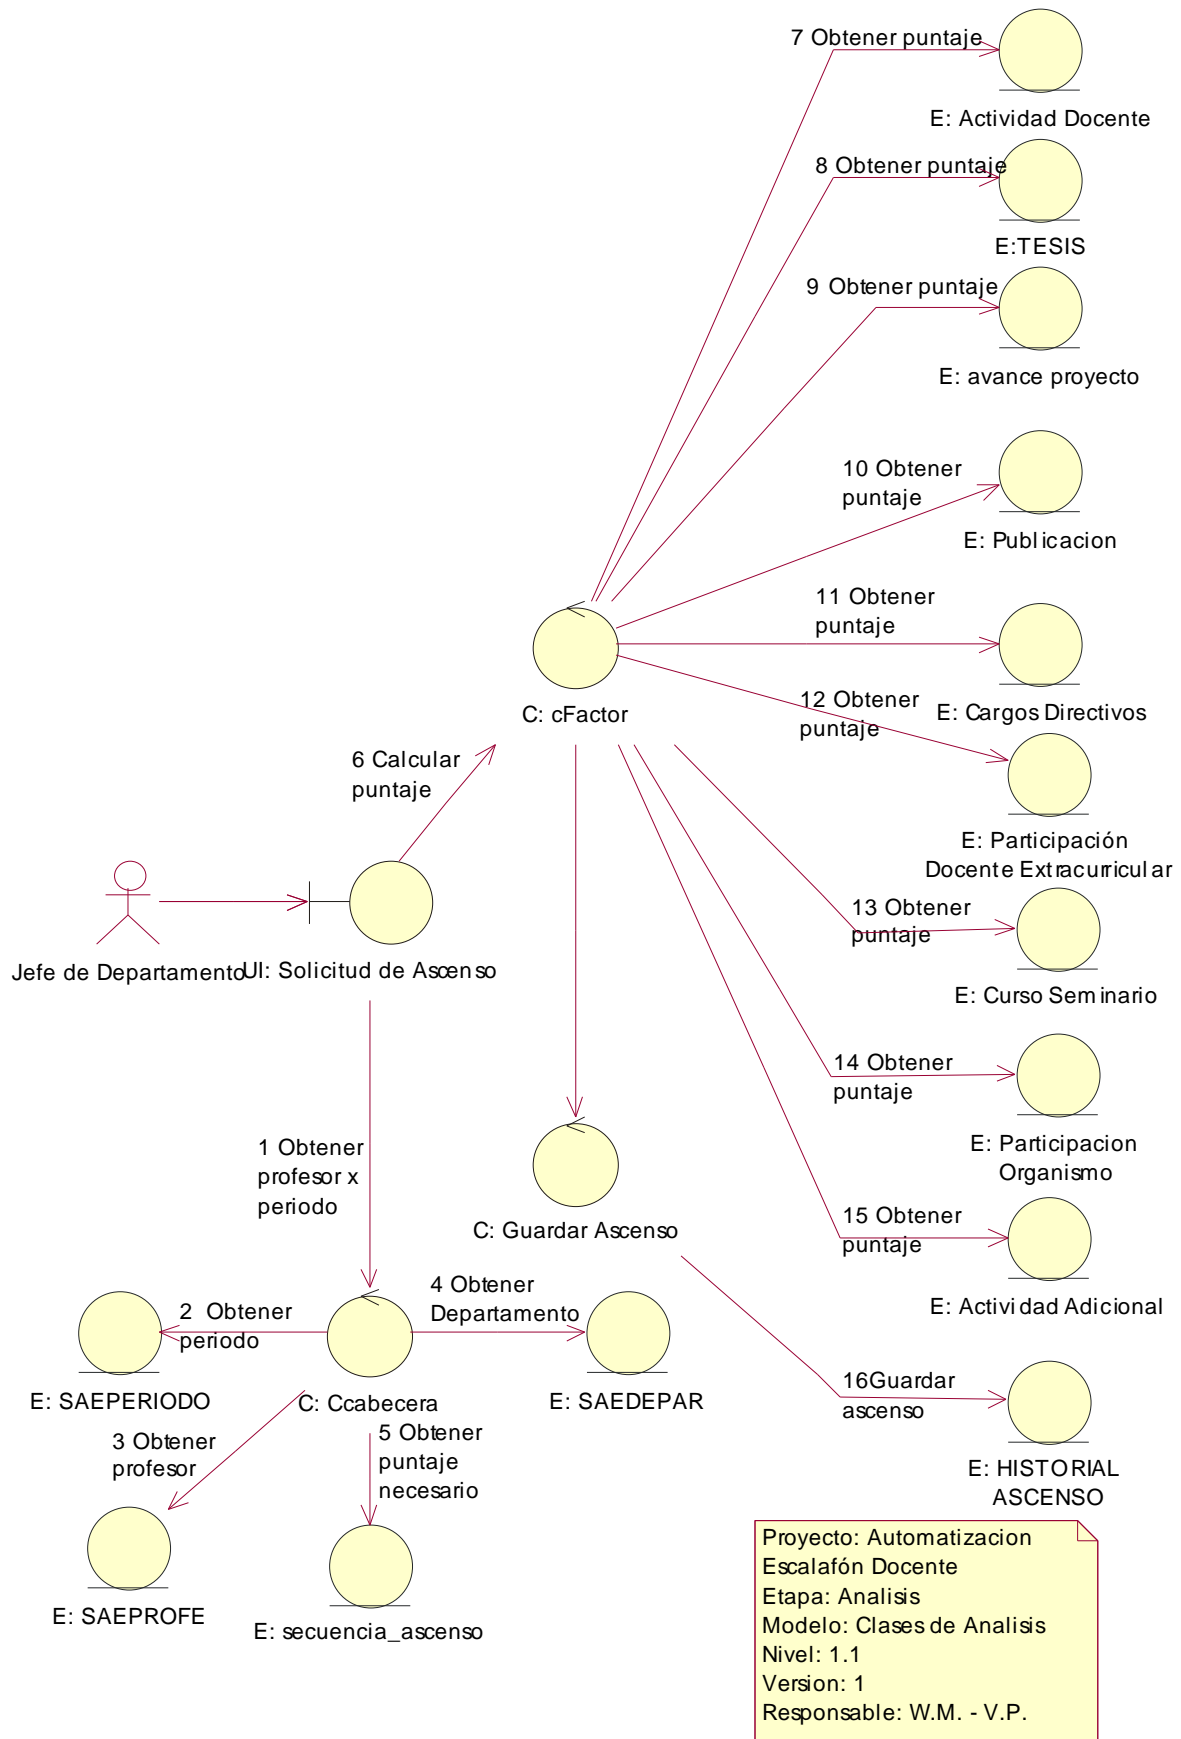 7 Obtener puntaje
E: Actividad Docente
8 Obtener puntaje
E:TESIS
9 Obtener puntaje
E: avance proyecto
10 Obtener
puntaje
E: Publicacion
11 Obtener
puntaje
E: Cargos Directivos
C: cFactor
12 Obtener
puntaje
E: Participación
Docente Extracurricular
6 Calcular
puntaje
13 Obtener
puntaje
E: Curso Seminario
Jefe de Departamento
UI: Solicitud de Ascenso
14 Obtener
puntaje
E: Participacion
Organismo
1 Obtener
profesor x
periodo
C: Guardar Ascenso
15 Obtener
puntaje
E: Actividad Adicional
2 Obtener
periodo
4 Obtener
Departamento
E: SAEPERIODO
C: Ccabecera
E: SAEDEPAR
16Guardar
ascenso
3 Obtener
profesor
5 Obtener
puntaje
necesario
E: HISTORIAL
ASCENSO
E: SAEPROFE
E: secuencia_ascenso
Proyecto: Automatizacion
Escalafón Docente
Etapa: Analisis
Modelo: Clases de Analisis
Nivel: 1.1
Version: 1
Responsable: W.M. - V.P.